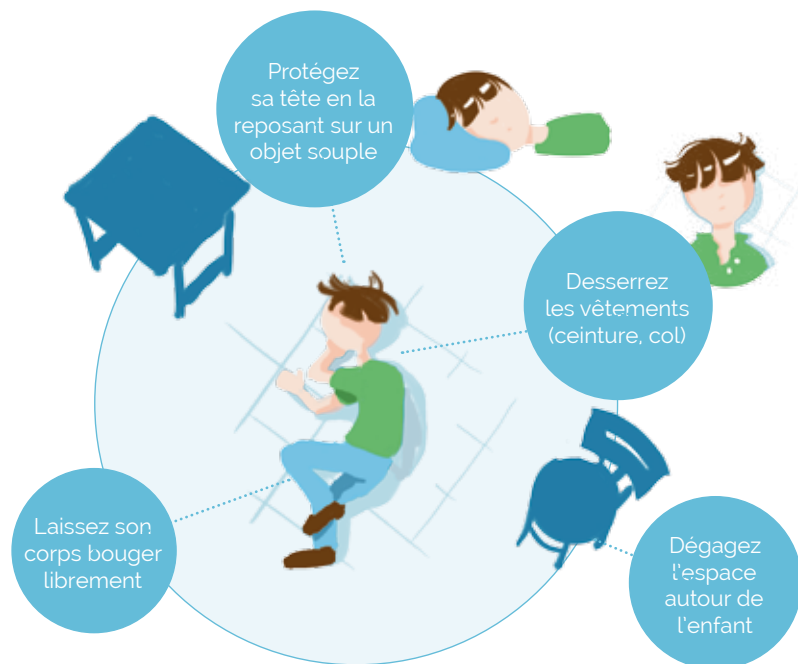 Protégez
sa tête en la
reposant sur un
objet souple
Desserrez
les vêtements
(ceinture, col)
Laissez son
corps bouger
librement
Dégagez
l'espace
autour de
l'enfant